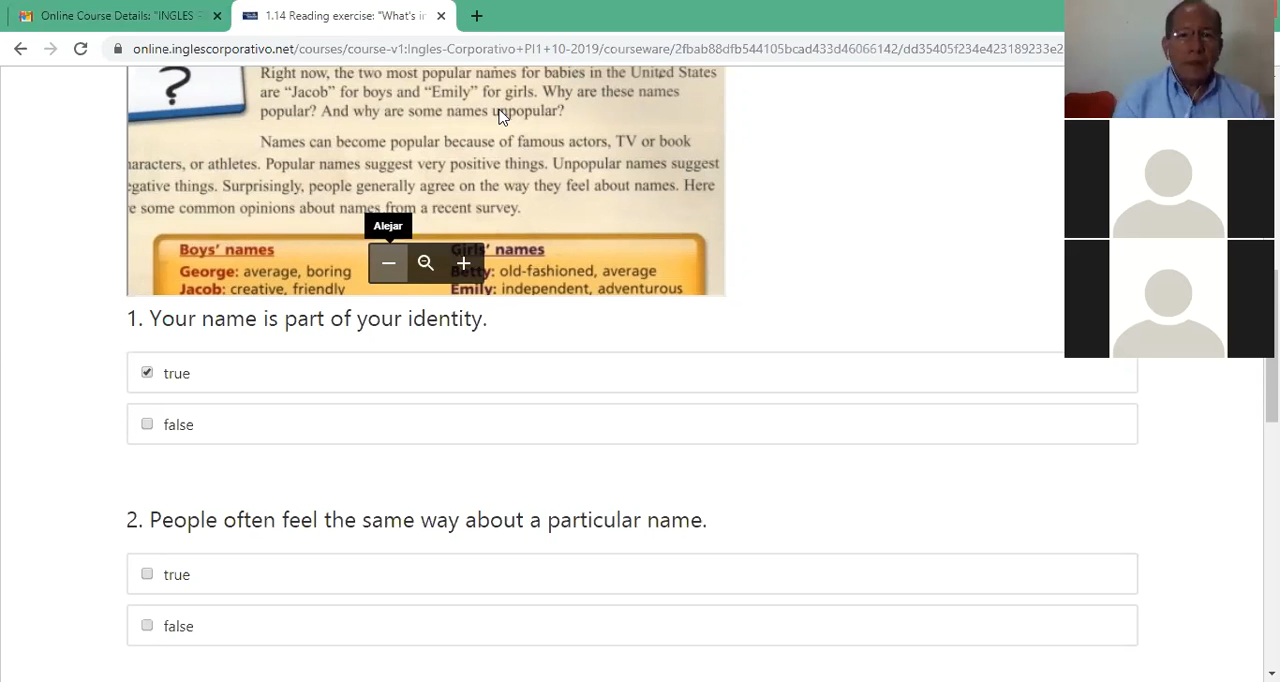 Online Course Details: "INGLES
1.14 Reading exercise: "What's in
online.inglescorporativo.net/courses/course-v1:Ingles-Corporativo+PI1+10-2019/courseware/2fbab88dfb544105bcad433d46066142/dd35405f234e423189233e2
?
Right now, the two most popular names for babies in the United States
are “Jacob” for boys and “Emily” for girls. Why are these names
popular? And why are some names unpopular?
Names can become popular because of famous actors, TV or book
haracters, or athletes. Popular names suggest very positive things. Unpopular names suggest
egative things. Surprisingly, people generally agree on the way they feel about names. Here
e some common opinions about names from a recent survey.
Alejar
Boys’ names
Girls’ names
George: average, boring
Betty: old-fashioned, average
Jacob: creative, friendly
Emily: independent, adventurous
1. Your name is part of your identity.
true
false
2. People often feel the same way about a particular name.
true
false